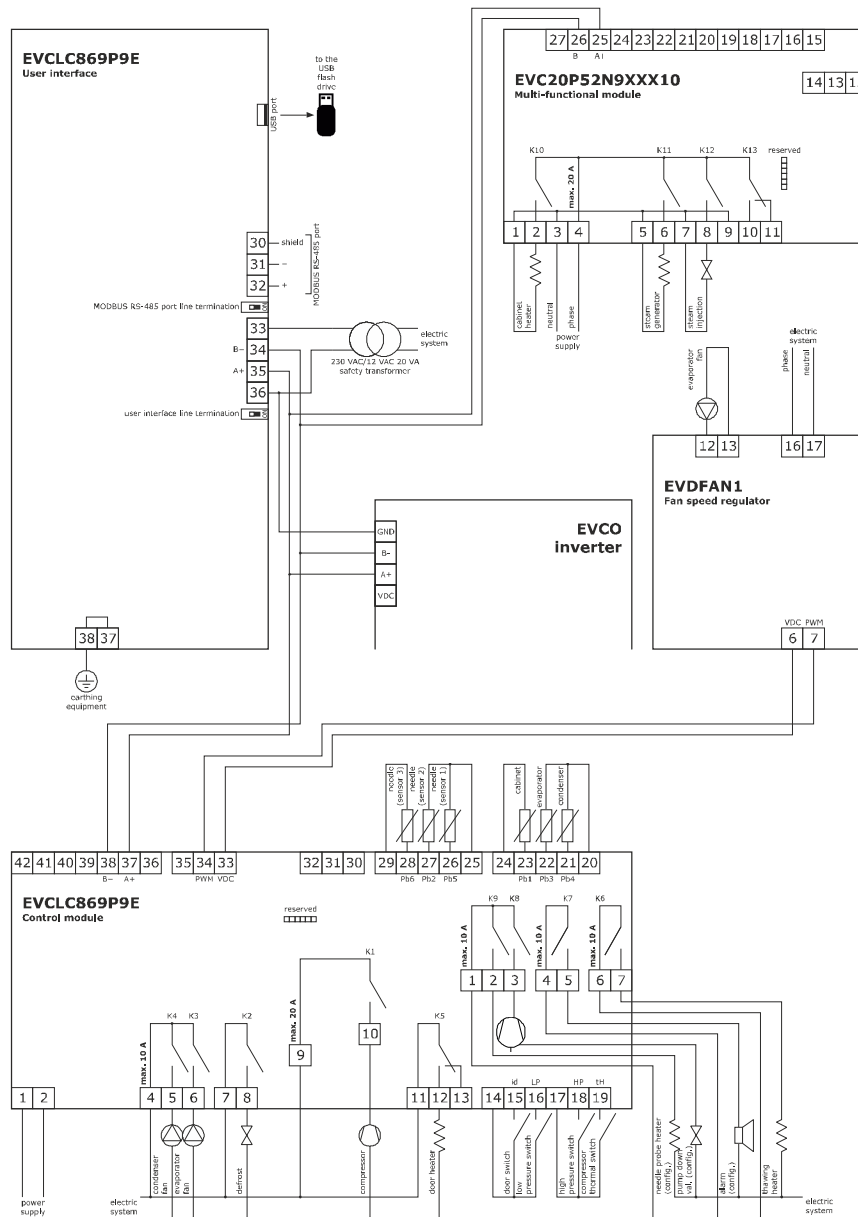 EVCLC869P9E
User interface
to the
USB
flash
drive
USB port
30
shield
31
−
32
+
MODBUS RS-485 port
MODBUS RS-485 port line termination
ON
33
B−
34
A+
35
36
electric
system
230 VAC/12 VAC 20 VA
safety transformer
user interface line termination
ON
38 37
earthing
equipment
27 26 25 24 23 22 21 20 19 18 17 16 15
B
EVC20P52N9XXX10
Multi-functional module
14 13
K10
K11
K12
K13
reserved
max. 20 A
1 2 3 4 5 6 7 8 9 10 11
cabinet
heater
neutral
phase
power
supply
steam
generator
steam
injection
evaporator
fan
electric
system
phase
neutral
12 13 16 17
EVDFAN1
Fan speed regulator
VDC PWM
6 7
EVCO
inverter
GND
B-
A+
VDC
needle
(sensor 3)
needle
(sensor 2)
needle
(sensor 1)
cabinet
evaporator
condenser
42 41 40 39 38 37 36 35 34 33 32 31 30 29 28 27 26 25 24 23 22 21 20
B− A+ PWM VDC Pb6 Pb2 Pb5 Pb1 Pb3 Pb4
EVCLC869P9E
Control module
reserved
K9 K8 K7 K6
max. 10 A
max. 10 A
max. 10 A
1 2 3 4 5 6 7
K1
max. 20 A
10
9
K4 K3 K2 K5
max. 10 A
id LP HP tH
1 2 4 5 6 7 8 11 12 13 14 15 16 17 18 19
power
supply
electric
system
condenser
fan
evaporator
fan
defrost
compressor
door heater
door switch
low
pressure switch
high
pressure switch
compressor
thermal switch
needle probe heater
(config.)
pump down
val. (config.)
alarm
(config.)
thawing
heater
electric
system